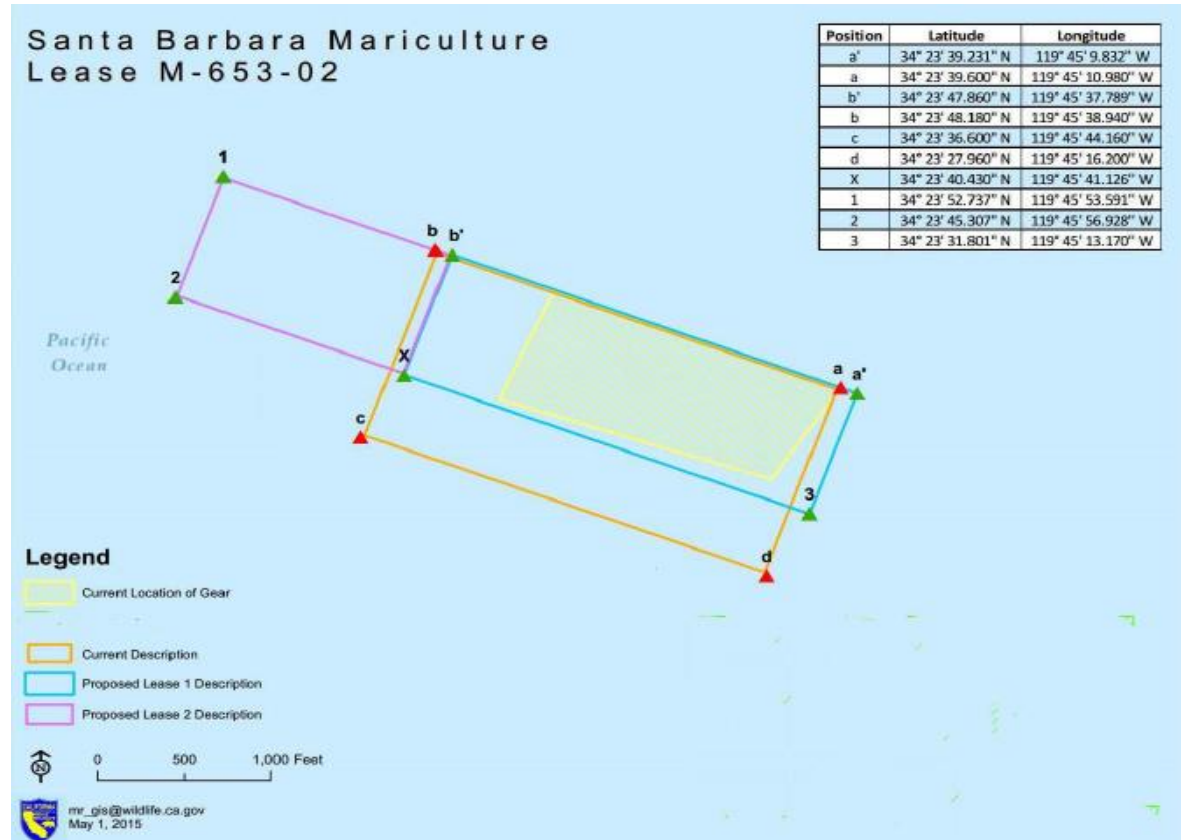 Santa Barbara Mariculture
Lease M-653-02
Position Latitude Longitude
a' 34° 23' 39.231" N 119° 45' 9.832" W
a 34° 23' 39.600" N 119° 45' 10.980" W
b' 34° 23' 47.860" N 119° 45' 37.789" W
b 34° 23' 48.180" N 119° 45' 38.940" W
c 34° 23' 36.600" N 119° 45' 44.160" W
d 34° 23' 27.960" N 119° 45' 16.200" W
X 34° 23' 40.430" N 119° 45' 41.126" W
1 34° 23' 52.737" N 119° 45' 53.591" W
2 34° 23' 45.307" N 119° 45' 56.928" W
3 34° 23' 31.801" N 119° 45' 13.170" W
1
b b'
2
Pacific
Ocean
X
a a'
c
3
d
Legend
Current Location of Gear
Current Description
Proposed Lease 1 Description
Proposed Lease 2 Description
N
0 500 1,000 Feet
mr_gis@wildlife.ca.gov
May 1, 2015